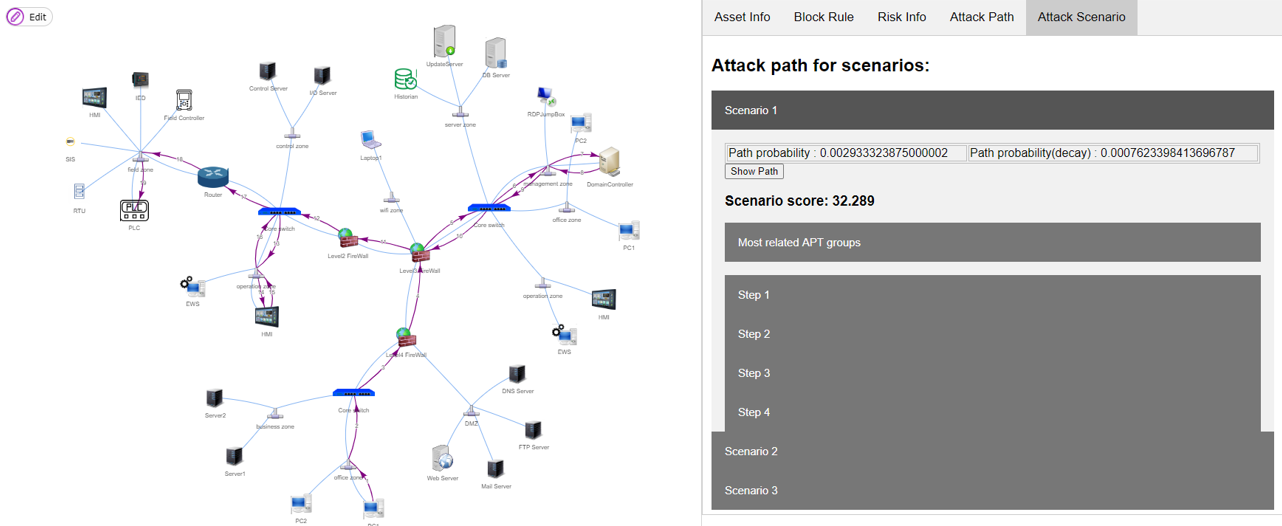 Edit
UpdateServer
DB Server
Historian
Control Server
I/O Server
IED
HMI
Field Controller
RDPJumpBox
PC2
server zone
control zone
SIS
Laptop1
field zone
16
DomainController
management zone
Router
17
RTU
wifi zone
office zone
PLC
Core switch
12
Core switch
PC1
Level2 FireWall
11
10
operation zone
operation zone
EWS
HMI
HMI
EWS
Level4 FireWall
3
DNS Server
Server2
Core switch
DMZ
business zone
FTP Server
Server1
office zone
Web Server
Mail Server
PC2
Asset Info
Block Rule
Risk Info
Attack Path
Attack Scenario
Attack path for scenarios:
Scenario 1
Path probability : 0.002933323875000002
Path probability(decay) : 0.0007623398413696787
Show Path
Scenario score: 32.289
Most related APT groups
Step 1
Step 2
Step 3
Step 4
Scenario 2
Scenario 3